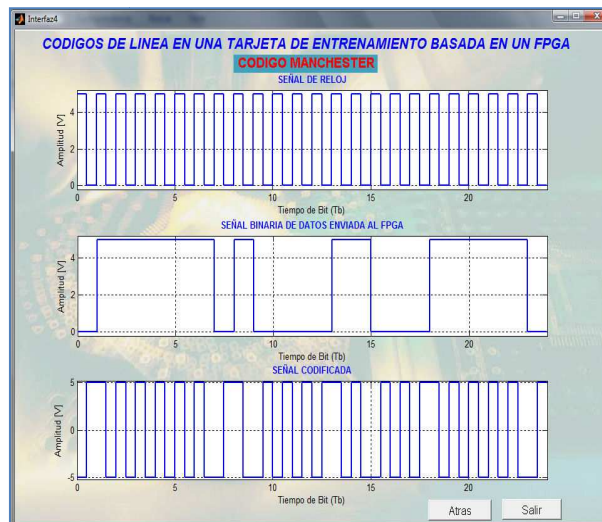 Interfaz4
CODIGOS DE LINEA EN UNA TARJETA DE ENTRENAMIENTO BASADA EN UN FPGA
CODIGO MANCHESTER
SEÑAL DE RELOJ
Amplitud [V]
4
2
0
0 5 10 15 20
Tiempo de Bit (Tb)
SEÑAL BINARIA DE DATOS ENVIADA AL FPGA
Amplitud [V]
4
2
0
0 5 10 15 20
Tiempo de Bit (Tb)
SEÑAL CODIFICADA
Amplitud [V]
5
0
-5
0 5 10 15 20
Tiempo de Bit (Tb)
Atras Salir